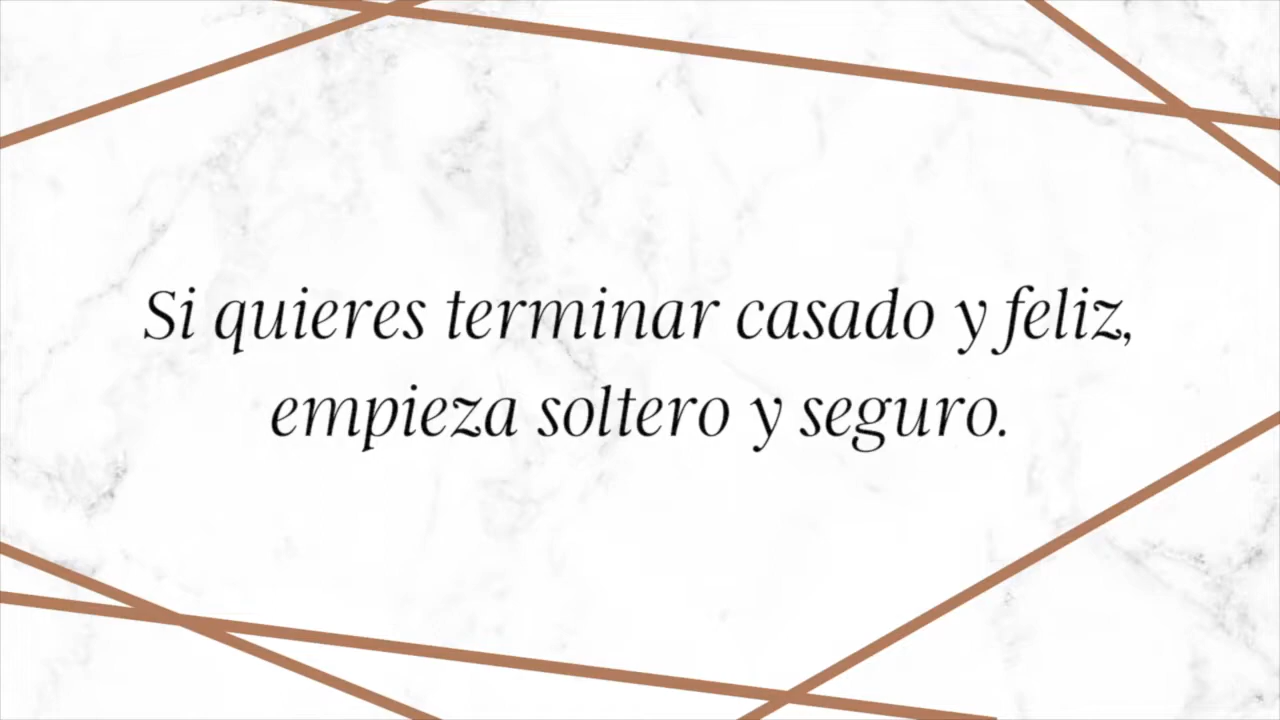 Si quieres terminar casado y feliz,
empieza soltero y seguro.